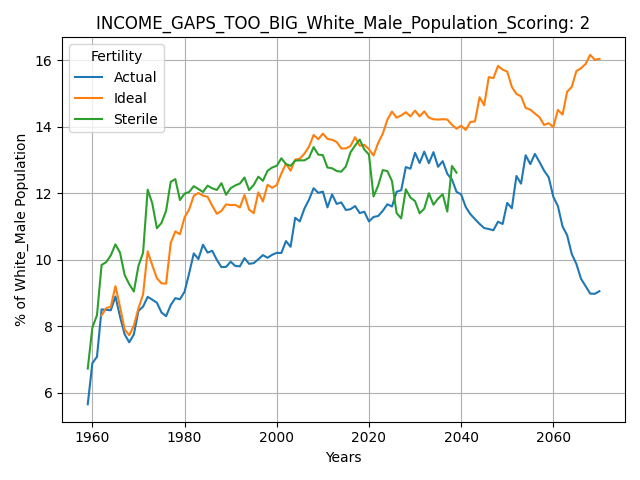 INCOME_GAPS_TOO_BIG_White_Male_Population_Scoring: 2
Fertility
Actual
Ideal
Sterile
% of White_Male Population
16
14
12
10
8
6
1960 1980 2000 2020 2040 2060
Years